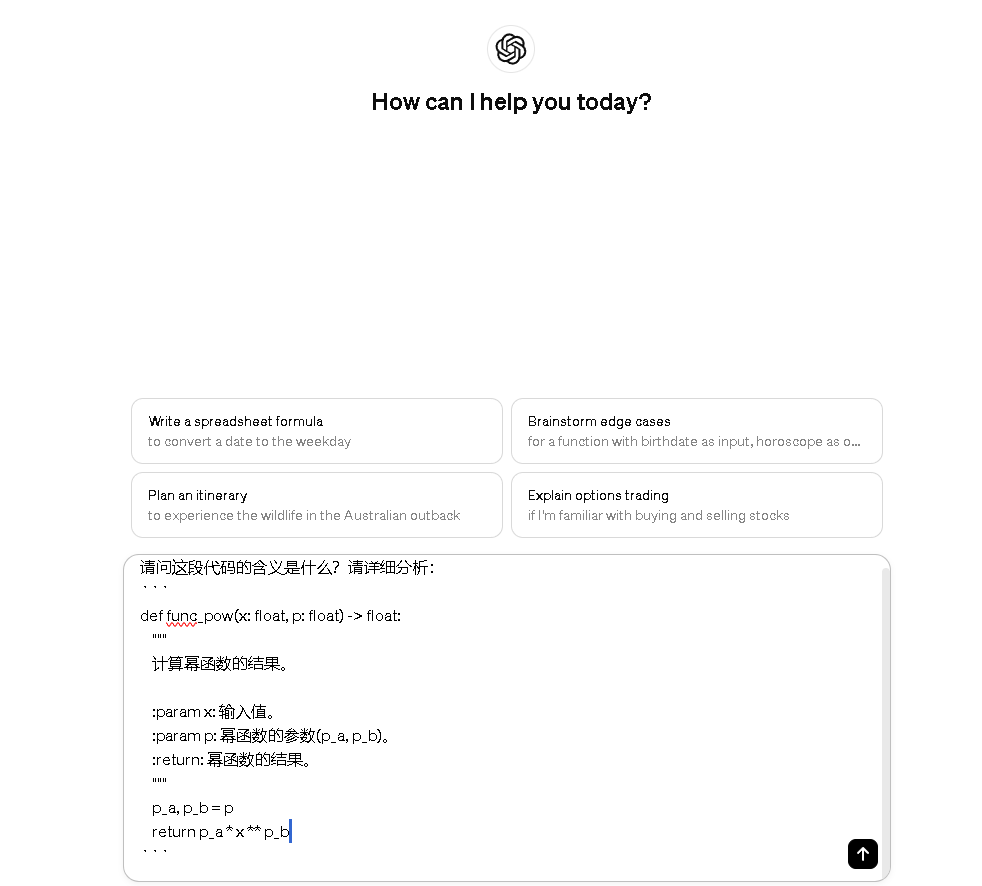 How can I help you today?
Write a spreadsheet formula
to convert a date to the weekday
Brainstorm edge cases
for a function with birthdate as input, horoscope as o...
Plan an itinerary
to experience the wildlife in the Australian outback
Explain options trading
if I'm familiar with buying and selling stocks
请问这段代码的含义是什么？请详细分析：
```
def func_pow(x: float, p: float) -> float:
"""
计算幂函数的结果。
:param x: 输入值。
:param p: 幂函数的参数(p_a, p_b)。
:return: 幂函数的结果。
"""
p_a, p_b = p
return p_a * x ** p_b
```